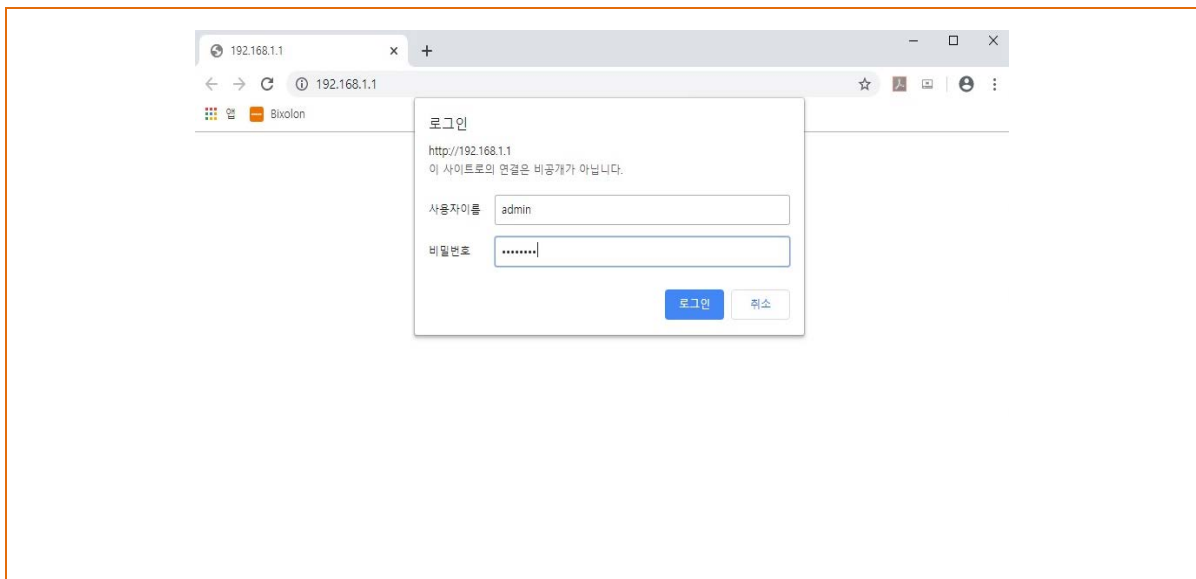 192.168.1.1
192.168.1.1
앱 Bixolon
로그인
http://192.168.1.1
이 사이트로의 연결은 비공개가 아닙니다.
사용자이름 admin
비밀번호 ••••••••
로그인 취소